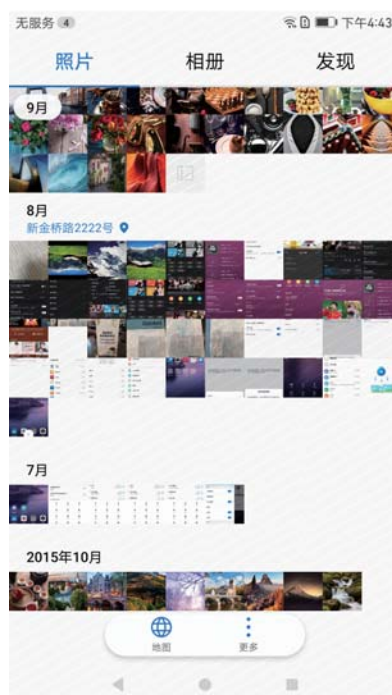 无服务 4 下午4:43
照片 相册 发现
9月
8月
新金桥路2222号
7月
2015年10月
地图 更多